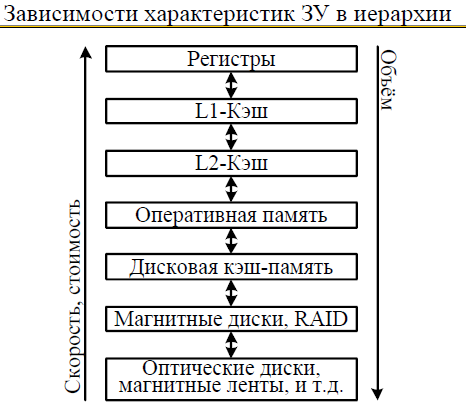 Зависимости характеристик ЗУ в иерархии
Скорость, стоимость
Объём
Регистры
L1-Кэш
L2-Кэш
Оперативная память
Дисковая кэш-память
Магнитные диски, RAID
Оптические диски,
магнитные ленты, и т.д.